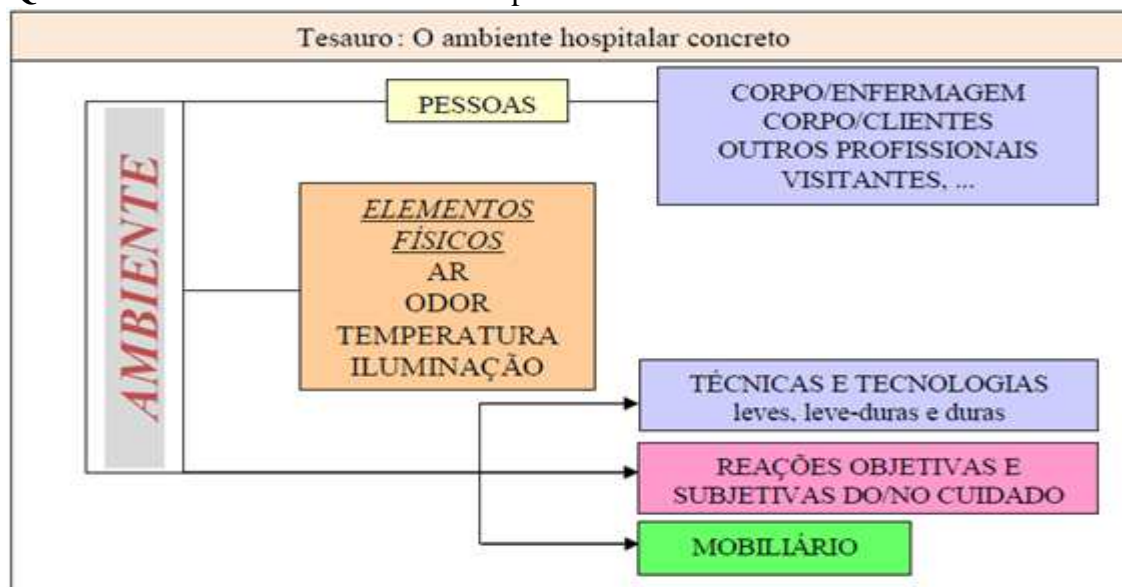 Tesauro: O ambiente hospitalar concreto
AMBIENTE
PESSOAS
CORPO/ENFERMAGEM
CORPO/CLIENTES
OUTROS PROFISSIONAIS
VISITANTES, ...
ELEMENTOS
FÍSICOS
AR
ODOR
TEMPERATURA
ILUMINAÇÃO
TÉCNICAS E TECNOLOGIAS
leves, leve-duras e duras
REAÇÕES OBJETIVAS E
SUBJETIVAS DO/NO CUIDADO
MOBILIÁRIO